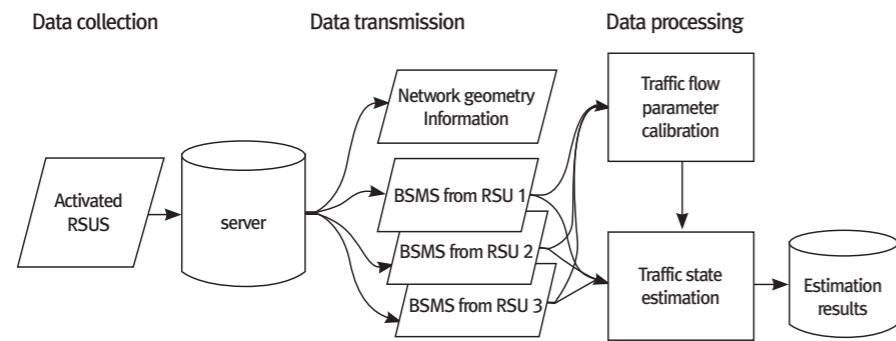 Data collection
Data transmission
Data processing
Network geometry
Information
Traffic flow
parameter
calibration
Activated
RSUS
server
BSMS from RSU 1
BSMS from RSU 2
BSMS from RSU 3
Traffic state
estimation
Estimation
results